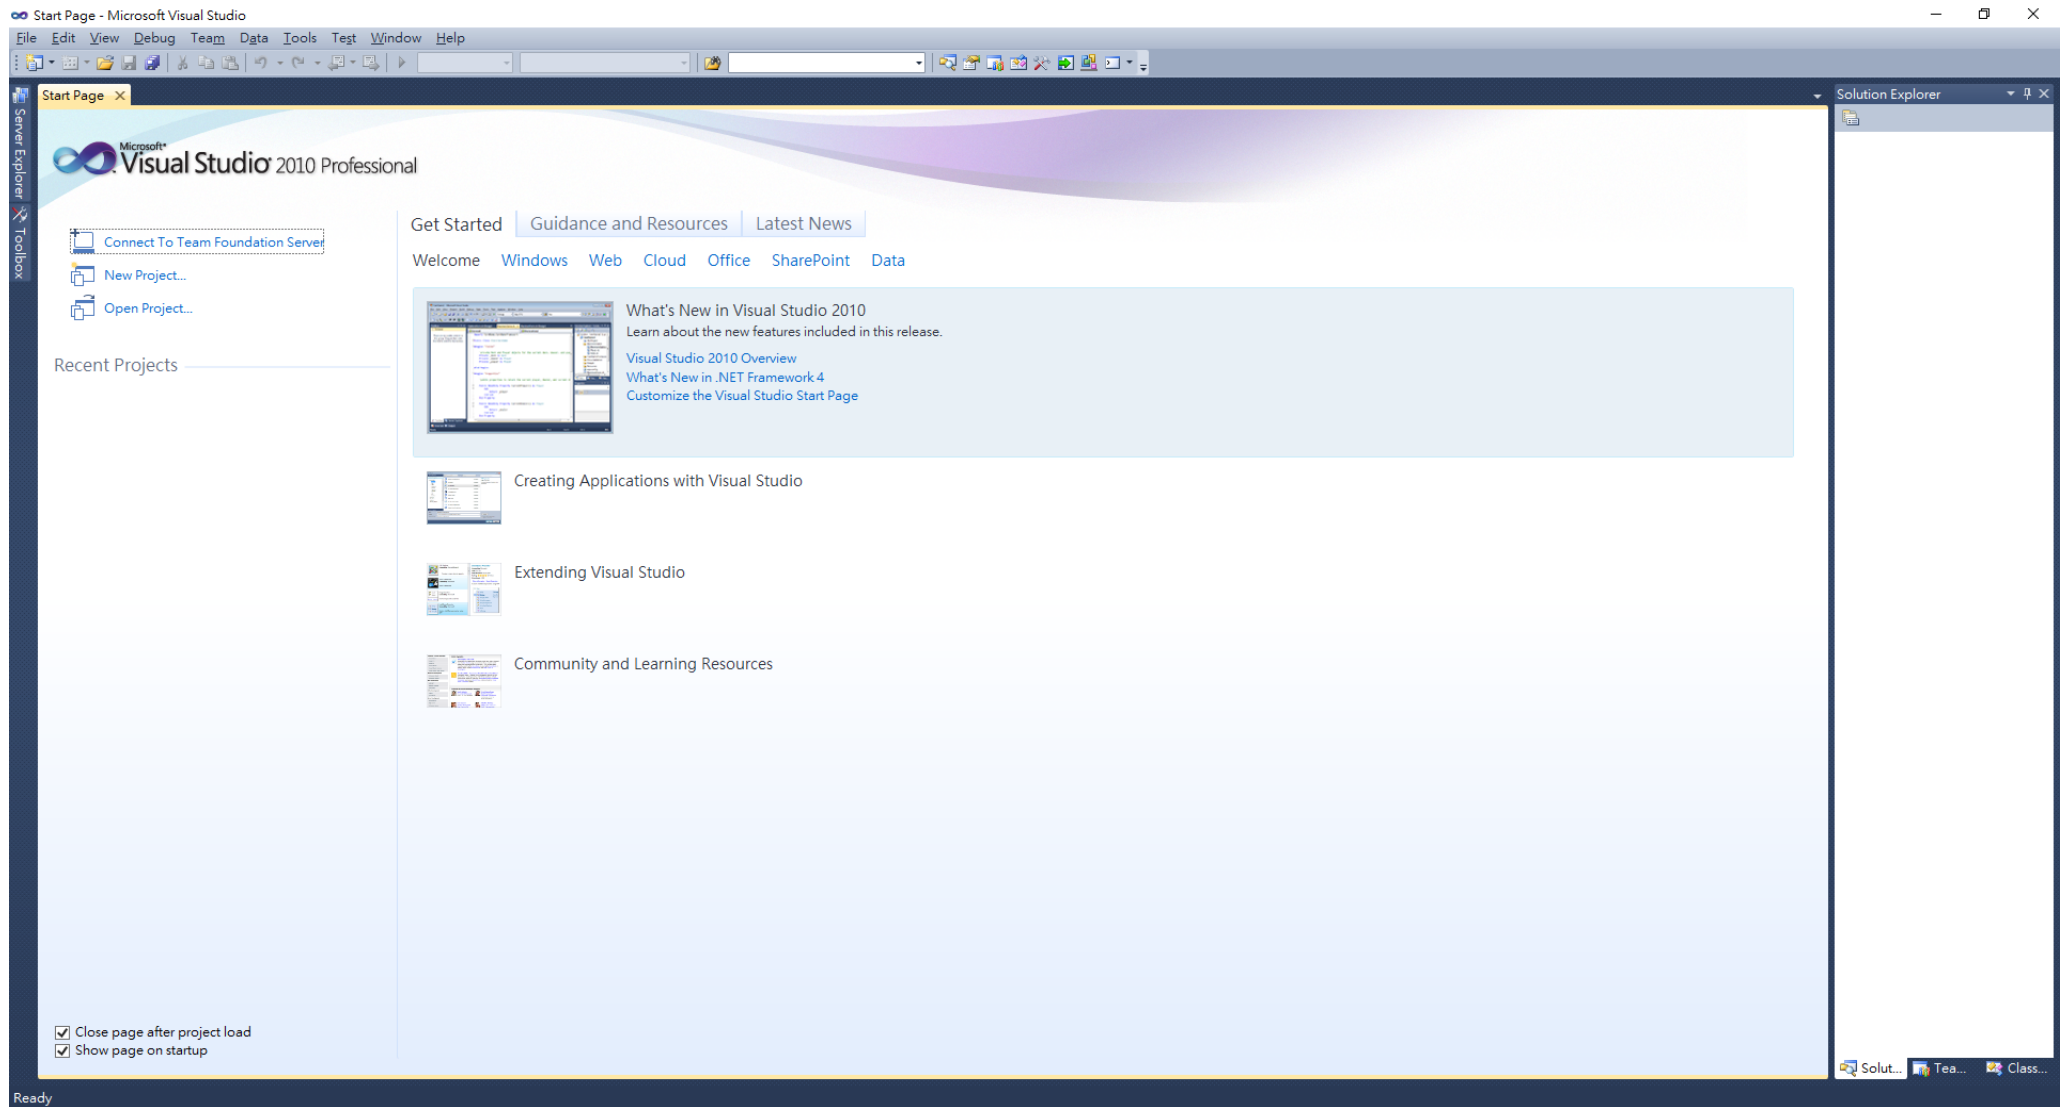 Start Page - Microsoft Visual Studio
File Edit View Debug Team Data Tools Test Window Help
Start Page
Solution Explorer
Server Explorer
Toolbox
Microsoft
Visual Studio 2010 Professional
Connect To Team Foundation Server
New Project...
Open Project...
Recent Projects
Get Started Guidance and Resources Latest News
Welcome Windows Web Cloud Office SharePoint Data
What's New in Visual Studio 2010
Learn about the new features included in this release.
Visual Studio 2010 Overview
What's New in .NET Framework 4
Customize the Visual Studio Start Page
Creating Applications with Visual Studio
Extending Visual Studio
Community and Learning Resources
Close page after project load
Show page on startup
Solut... Tea... Class...
Ready